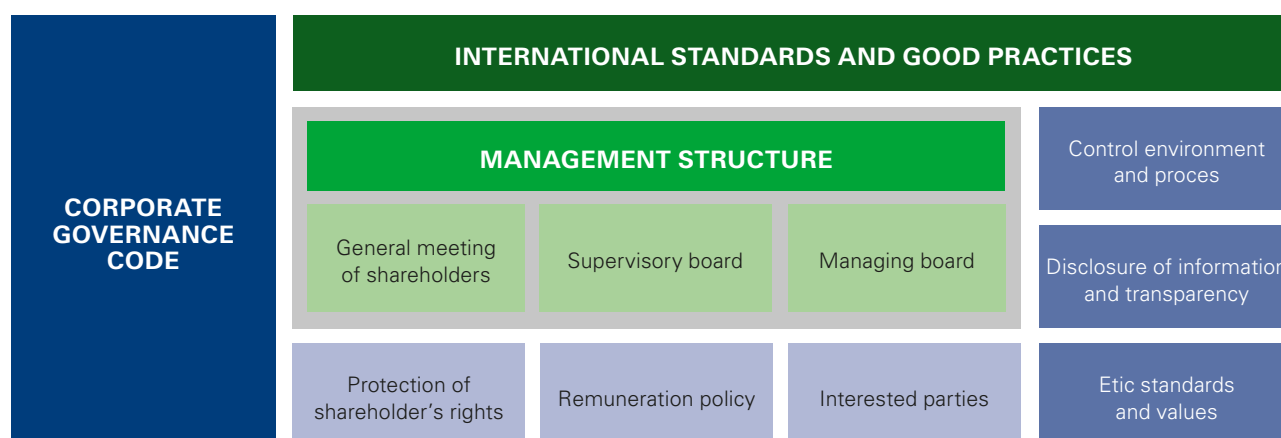 CORPORATE
GOVERNANCE
CODE
INTERNATIONAL STANDARDS AND GOOD PRACTICES
MANAGEMENT STRUCTURE
General meeting
of shareholders
Supervisory board
Managing board
Control environment
and proces
Disclosure of information
and transparency
Protection of
shareholder’s rights
Remuneration policy
Interested parties
Etic standards
and values